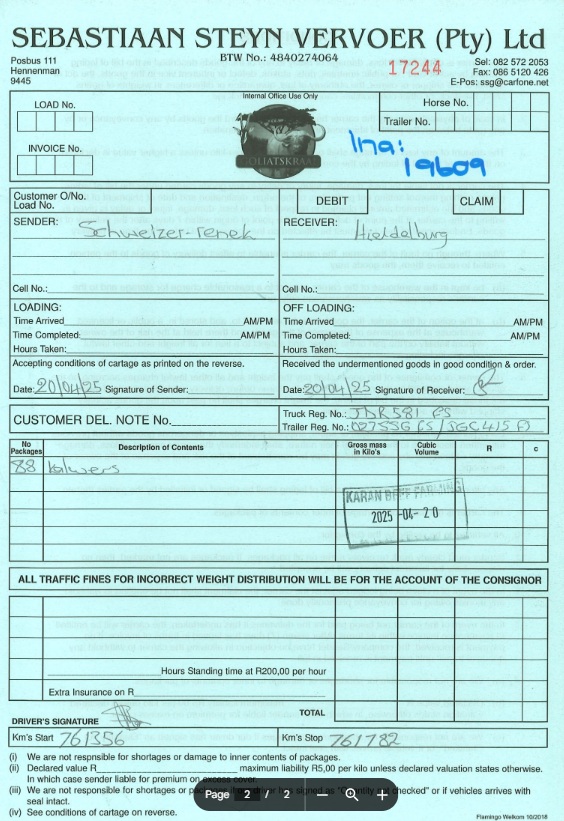 SEBASTIAAN STEYN VERVOER (Pty) Ltd
BTW No.: 4840274064
Posbus 111
Hennenman
9445
17244
Sel: 082 572 2053
Fax: 086 5120 426
E-Pos: ssg@carfone.net
Internal Office Use Only
LOAD No.
Horse No.
Trailer No.
INVOICE No.
GOLIATSKRAAL
Ina:
19609
Customer O/No.
Load No.
DEBIT
CLAIM
SENDER: Schweizer-renek
RECEIVER: Hieldelburg
Cell No.:
Cell No.:
LOADING:
OFF LOADING:
Time Arrived AM/PM
Time Arrived AM/PM
Time Completed: AM/PM
Time Completed: AM/PM
Hours Taken:
Hours Taken:
Accepting conditions of cartage as printed on the reverse.
Received the undermentioned goods in good condition & order.
Date: 20/04/25 Signature of Sender:
Date: 20/04/25 Signature of Receiver:
CUSTOMER DEL. NOTE No.
Truck Reg. No.: JDR581 FS
Trailer Reg. No.: SGC415 FS
No Packages
Description of Contents
Gross mass in Kilo's
Cubic Volume
R
c
88 kalwers
KARAN BEEF FARMING
2025 -04- 20
ALL TRAFFIC FINES FOR INCORRECT WEIGHT DISTRIBUTION WILL BE FOR THE ACCOUNT OF THE CONSIGNOR
Hours Standing time at R200,00 per hour
Extra Insurance on R
TOTAL
DRIVER'S SIGNATURE
Km's Start 761356
Km's Stop 761782
(i) We are not responsible for shortages or damage to inner contents of packages.
(ii) Declared value R maximum liability R5,00 per kilo unless declared valuation states otherwise.
In which case sender liable for premium on excess cover.
(iii) We are not responsible for shortages or packages if driver has signed as "Quantity not checked" or if vehicles arrives with
seal intact.
(iv) See conditions of cartage on reverse.
Page 2 / 2
Flamingo Welkom 10/2018